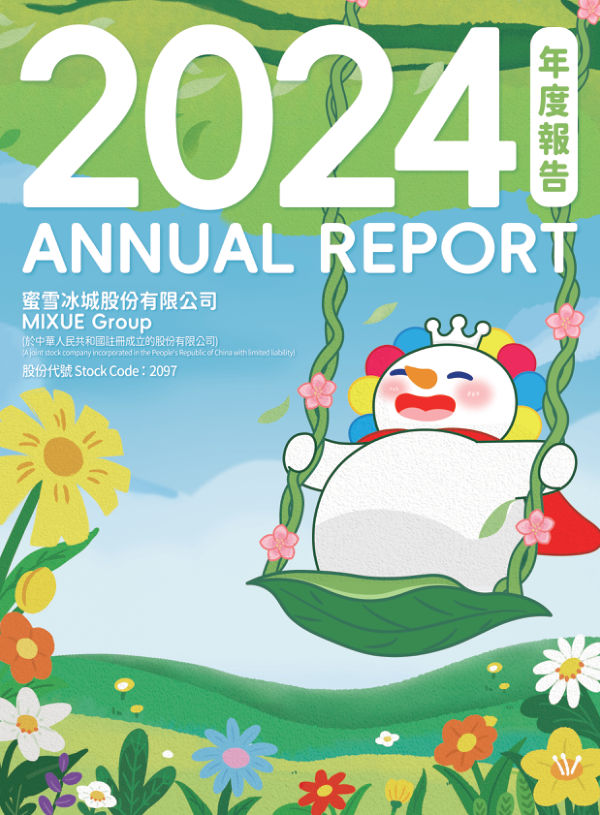 2024
年度報告
ANNUAL REPORT
蜜雪冰城股份有限公司
MIXUE Group
(於中華人民共和國註冊成立的股份有限公司)
(A joint stock company incorporated in the People's Republic of China with limited liability)
股份代號 Stock Code : 2097